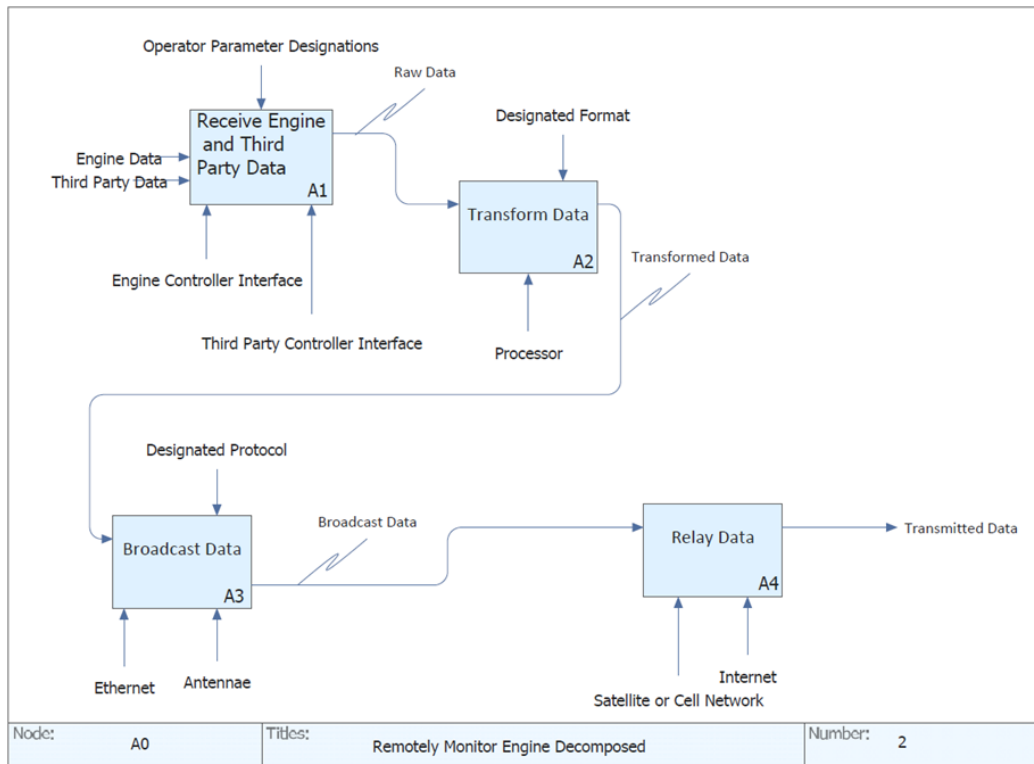 Operator Parameter Designations
Raw Data
Receive Engine
and Third
Party Data
A1
Engine Data
Third Party Data
Designated Format
Transform Data
A2
Engine Controller Interface
Transformed Data
Third Party Controller Interface
Processor
Designated Protocol
Broadcast Data
Broadcast Data
A3
Relay Data
A4
Transmitted Data
Ethernet
Antennae
Internet
Satellite or Cell Network
Node:
A0
Titles:
Remotely Monitor Engine Decomposed
Number:
2